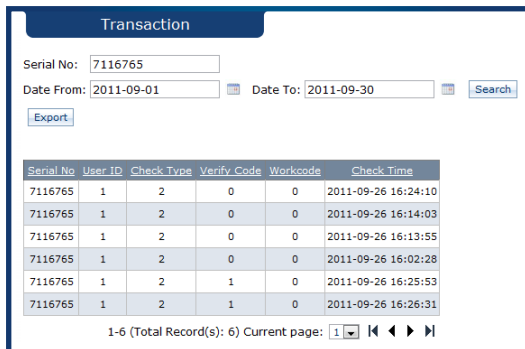 Transaction
Serial No: 7116765
Date From: 2011-09-01 Date To: 2011-09-30 Search
Export
Serial No User ID Check Type Verify Code Workcode Check Time
7116765 1 2 0 0 2011-09-26 16:24:10
7116765 1 2 0 0 2011-09-26 16:14:03
7116765 1 2 0 0 2011-09-26 16:13:55
7116765 1 2 0 0 2011-09-26 16:02:28
7116765 1 2 1 0 2011-09-26 16:25:53
7116765 1 2 1 0 2011-09-26 16:26:31
1-6 (Total Record(s): 6) Current page: 1